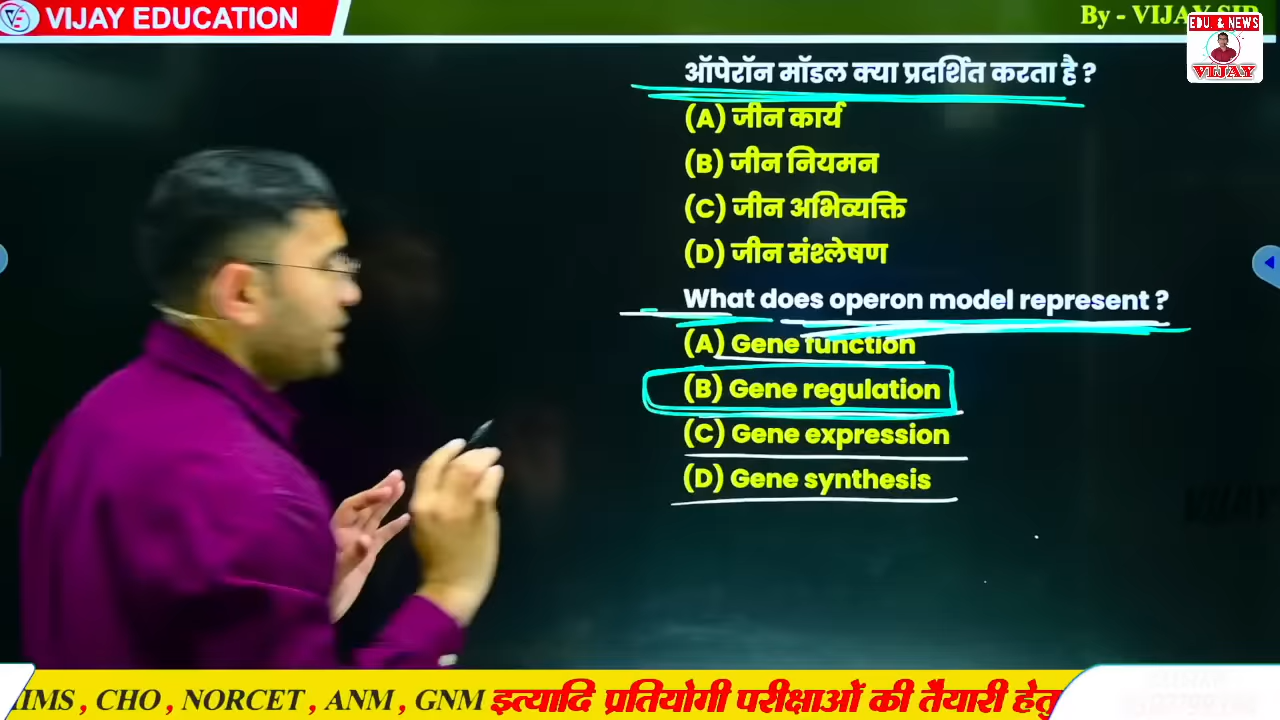 VIJAY EDUCATION
By - VIJAY SIR
EDU. & NEWS
VIJAY
ऑपेरॉन मॉडल क्या प्रदर्शित करता है ?
(A) जीन कार्य
(B) जीन नियमन
(C) जीन अभिव्यक्ति
(D) जीन संश्लेषण
What does operon model represent ?
(A) Gene function
(B) Gene regulation
(C) Gene expression
(D) Gene synthesis
, CHO , NORCET , ANM , GNM इत्यादि प्रतियोगी परीक्षाओं की तैयारी हेतु